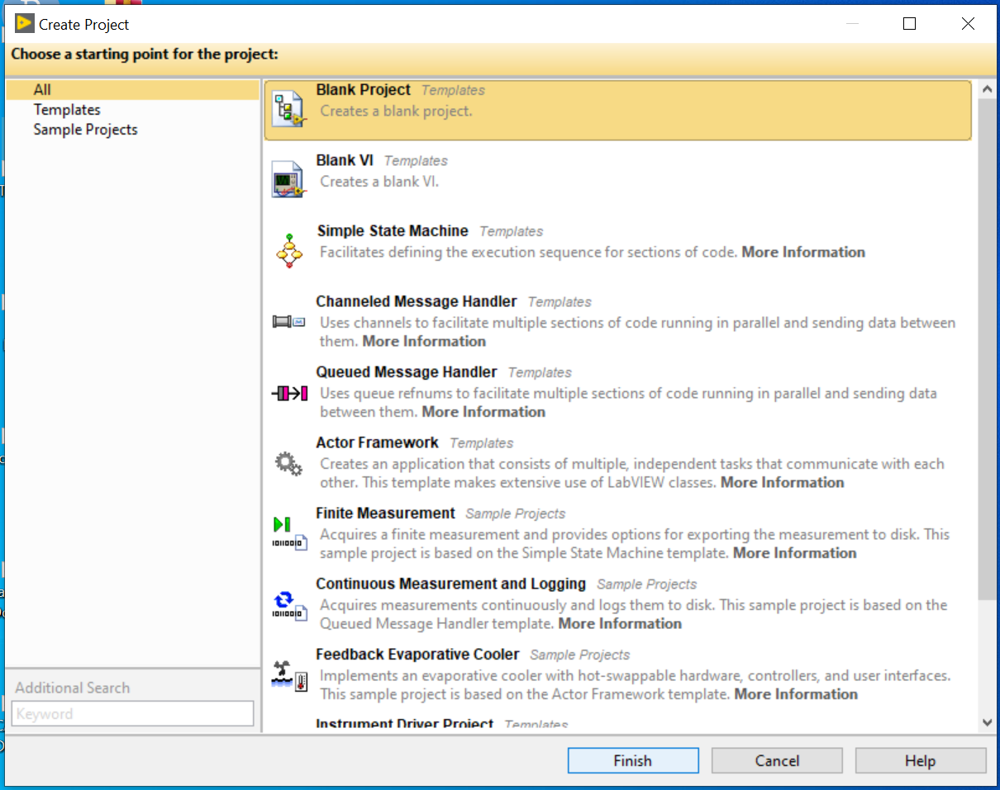 Create Project
Choose a starting point for the project:
All
Templates
Sample Projects
Blank Project Templates
Creates a blank project.
Blank VI Templates
Creates a blank VI.
Simple State Machine Templates
Facilitates defining the execution sequence for sections of code. More Information
Channeled Message Handler Templates
Uses channels to facilitate multiple sections of code running in parallel and sending data between
them. More Information
Queued Message Handler Templates
Uses queue refnums to facilitate multiple sections of code running in parallel and sending data
between them. More Information
Actor Framework Templates
Creates an application that consists of multiple, independent tasks that communicate with each
other. This template makes extensive use of LabVIEW classes. More Information
Finite Measurement Sample Projects
Acquires a finite measurement and provides options for exporting the measurement to disk. This
sample project is based on the Simple State Machine template. More Information
Continuous Measurement and Logging Sample Projects
Acquires measurements continuously and logs them to disk. This sample project is based on the
Queued Message Handler template. More Information
Feedback Evaporative Cooler Sample Projects
Implements an evaporative cooler with hot-swappable hardware, controllers, and user interfaces.
This sample project is based on the Actor Framework template. More Information
Instrument Driver Project Templates
Additional Search
Keyword
Finish
Cancel
Help